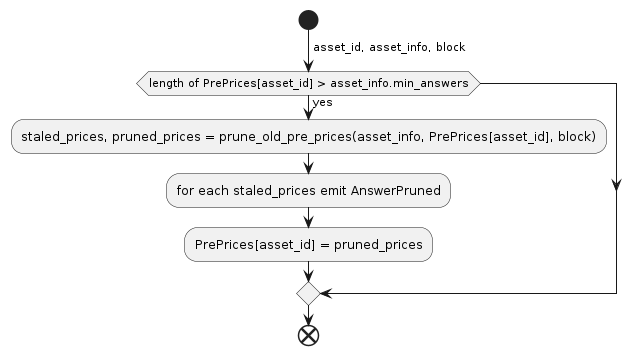 asset_id, asset_info, block
length of PrePrices[asset_id] > asset_info.min_answers
yes
staled_prices, pruned_prices = prune_old_pre_prices(asset_info, PrePrices[asset_id], block)
for each staled_prices emit AnswerPruned
PrePrices[asset_id] = pruned_prices